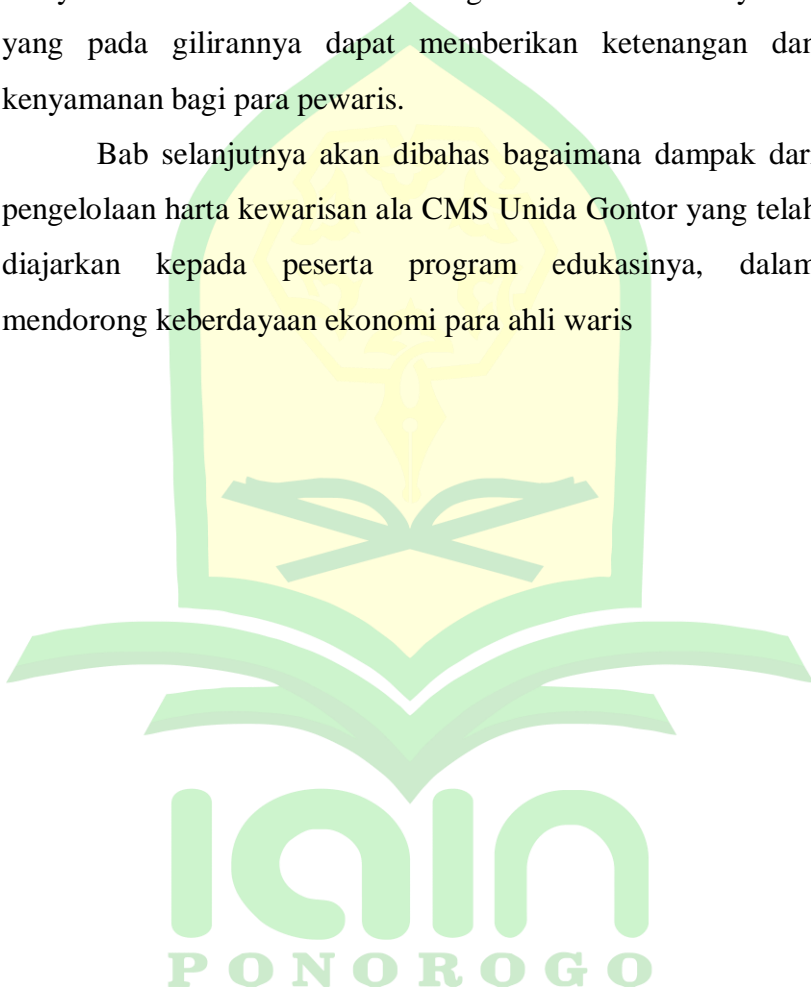 yang pada gilirannya dapat memberikan ketenangan dan
kenyamanan bagi para pewaris.
Bab selanjutnya akan dibahas bagaimana dampak dari
pengelolaan harta kewarisan ala CMS Unida Gontor yang telah
diajarkan kepada peserta program edukasinya, dalam
mendorong keberdayaan ekonomi para ahli waris
iain
PONOROGO